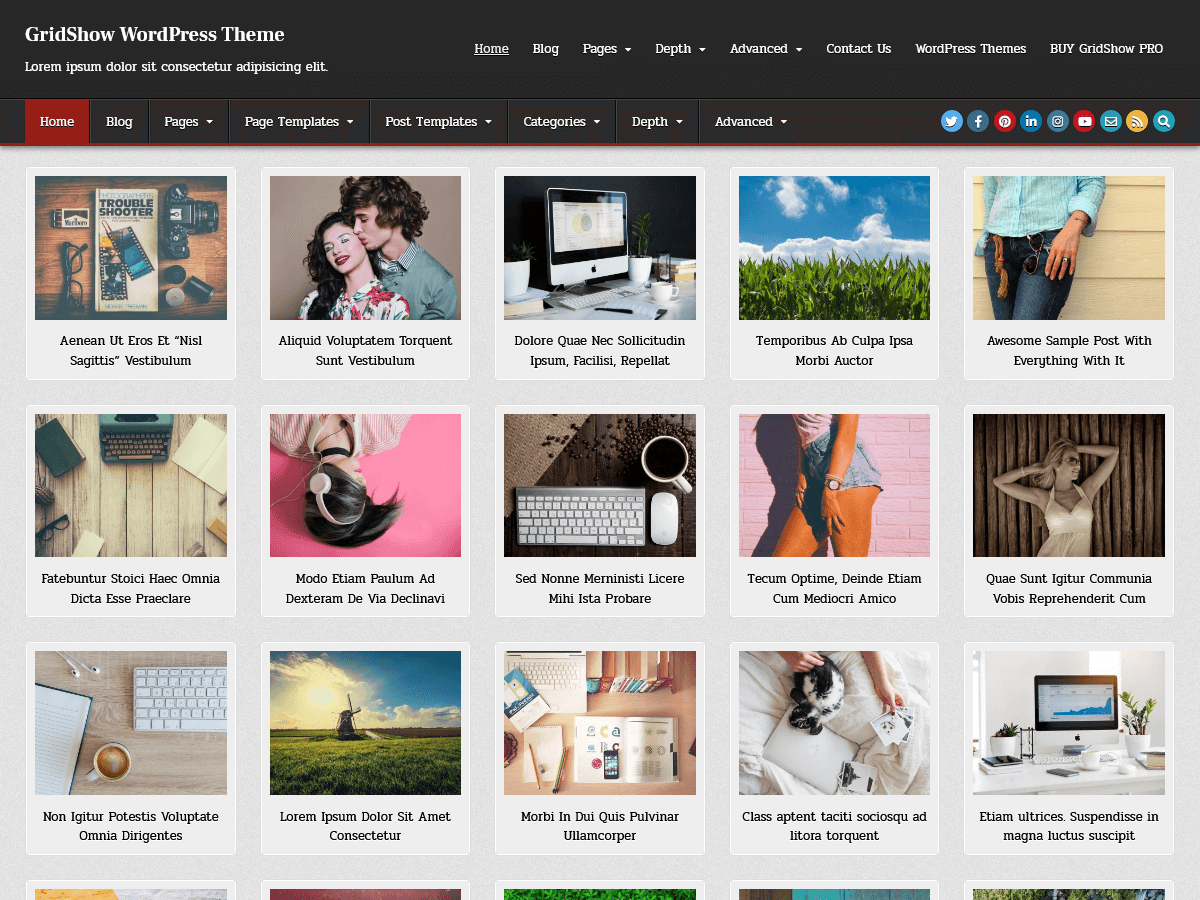 GridShow WordPress Theme
Lorem ipsum dolor sit consectetur adipisicing elit.
Home Blog Pages Depth Advanced Contact Us WordPress Themes BUY GridShow PRO
Home Blog Pages Page Templates Post Templates Categories Depth Advanced
PHOTOGRAPHER'S
TROUBLE
SHOOTER
Marlboro
Aenean Ut Eros Et “Nisl
Sagittis” Vestibulum
Aliquid Voluptatem Torquent
Sunt Vestibulum
Dolore Quae Nec Sollicitudin
Ipsum, Facilisi, Repellat
Temporibus Ab Culpa Ipsa
Morbi Auctor
Awesome Sample Post With
Everything With It
Fatebuntur Stoici Haec Omnia
Dicta Esse Praeclare
Modo Etiam Paulum Ad
Dexteram De Via Declinavi
Sed Nonne Merninisti Licere
Mihi Ista Probare
Tecum Optime, Deinde Etiam
Cum Mediocri Amico
Quae Sunt Igitur Communia
Vobis Reprehenderit Cum
Non Igitur Potestis Voluptate
Omnia Dirigentes
Lorem Ipsum Dolor Sit Amet
Consectetur
Morbi In Dui Quis Pulvinar
Ullamcorper
Class aptent taciti sociosqu ad
litora torquent
Etiam ultrices. Suspendisse in
magna luctus suscipit